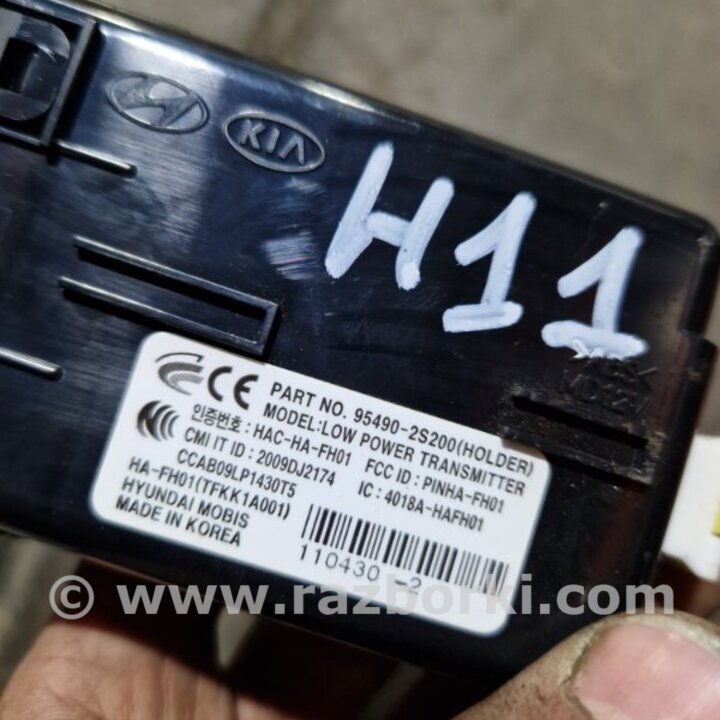 KIA
H11
PART NO. 95490-2S200(HOLDER)
MODEL:LOW POWER TRANSMITTER
인증번호 : HAC-HA-FH01 FCC ID : PINHA-FH01
CMI IT ID : 2009DJ2174 IC : 4018A-HAFH01
CCAB09LP1430T5
HA-FH01(TFKK1A001)
HYUNDAI MOBIS
MADE IN KOREA
110430 -2
© www.razborki.com